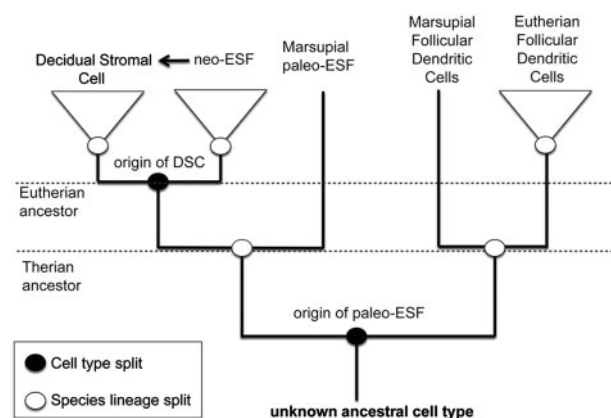 Decidual Stromal
Cell
neo-ESF
Marsupial
paleo-ESF
Marsupial
Follicular
Dendritic
Cells
Eutherian
Follicular
Dendritic
Cells
origin of DSC
Eutherian
ancestor
Therian
ancestor
origin of paleo-ESF
Cell type split
Species lineage split
unknown ancestral cell type